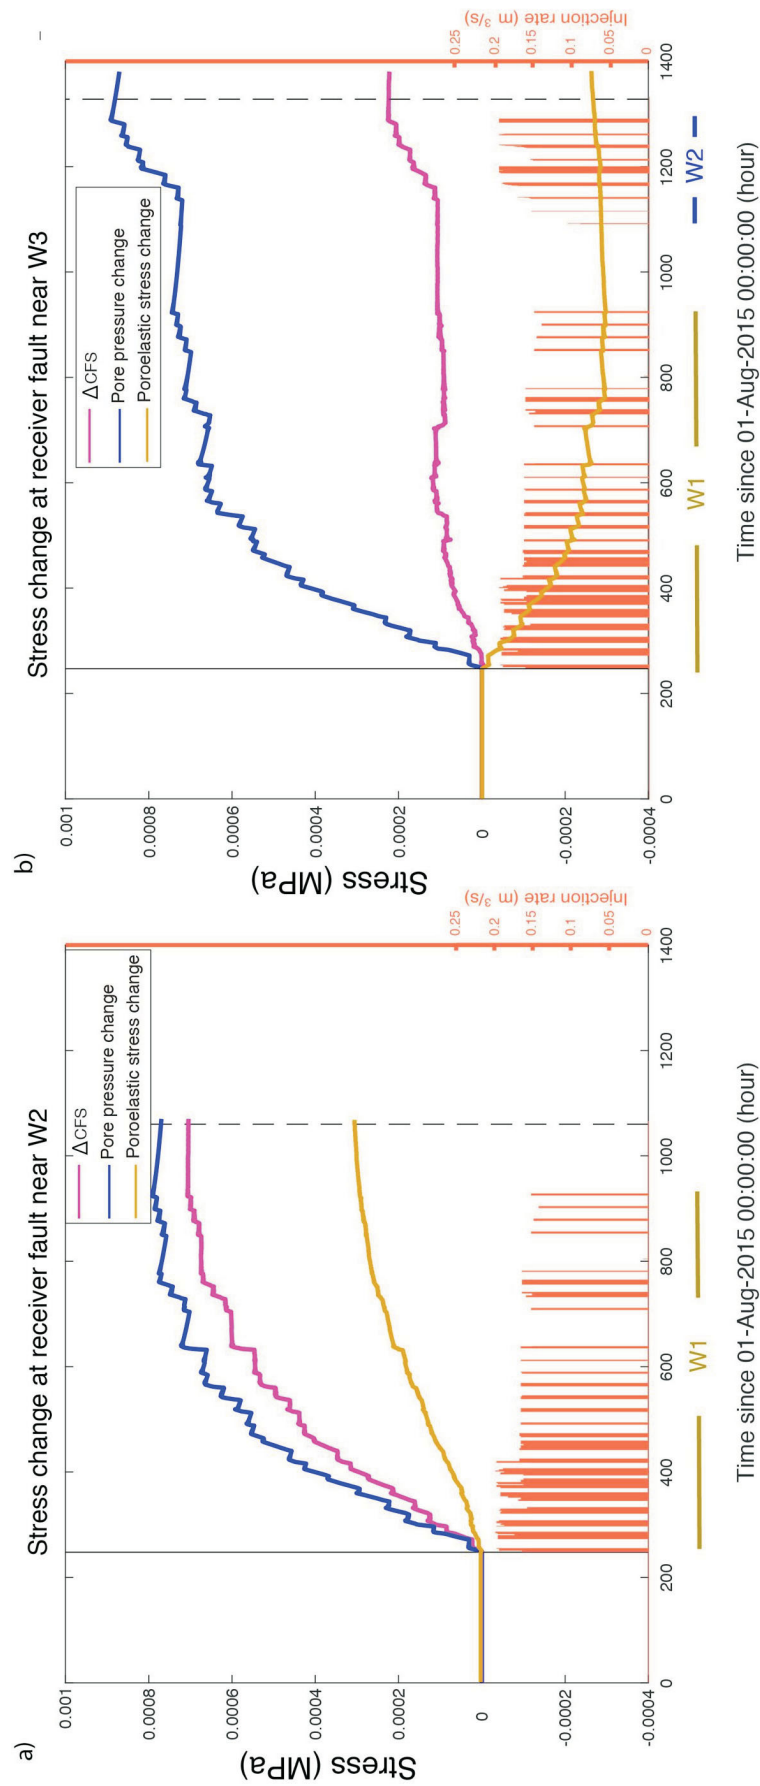 a)
Stress change at receiver fault near W2
ΔCFS
Pore pressure change
Poroelastic stress change
Stress (MPa)
0.001
0.0008
0.0006
0.0004
0.0002
0
-0.0002
-0.0004
0 200 400 600 800 1000 1200 1400
Injection rate (m³/s)
0.25
0.2
0.15
0.1
0.05
0
W1
Time since 01-Aug-2015 00:00:00 (hour)
b)
Stress change at receiver fault near W3
ΔCFS
Pore pressure change
Poroelastic stress change
Stress (MPa)
0.001
0.0008
0.0006
0.0004
0.0002
0
-0.0002
-0.0004
0 200 400 600 800 1000 1200 1400
Injection rate (m³/s)
0.25
0.2
0.15
0.1
0.05
0
W1 W2
Time since 01-Aug-2015 00:00:00 (hour)